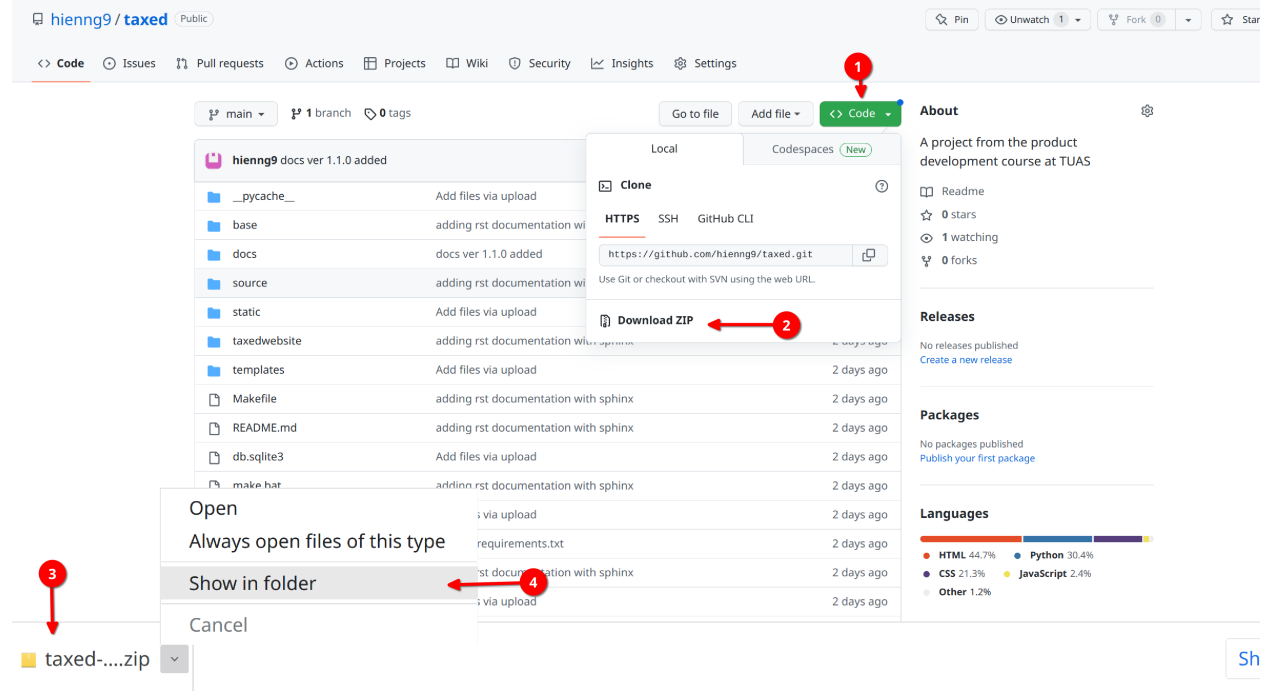 hienng9 / taxed Public
Pin
Unwatch 1
Fork 0
Star
Code
Issues
Pull requests
Actions
Projects
Wiki
Security
Insights
Settings
1
main
1 branch
0 tags
Go to file
Add file
Code
hienng9 docs ver 1.1.0 added
__pycache__ Add files via upload
base adding rst documentation wi
docs docs ver 1.1.0 added
source adding rst documentation wi
static Add files via upload
taxedwebsite adding rst documentation with sphinx 2 days ago
templates Add files via upload 2 days ago
Makefile adding rst documentation with sphinx 2 days ago
README.md adding rst documentation with sphinx 2 days ago
db.sqlite3 Add files via upload 2 days ago
make.bat adding rst documentation with sphinx 2 days ago
s via upload 2 days ago
requirements.txt 2 days ago
rst documentation with sphinx 2 days ago
s via upload 2 days ago
Local
Codespaces New
Clone
HTTPS SSH GitHub CLI
https://github.com/hienng9/taxed.git
Use Git or checkout with SVN using the web URL.
Download ZIP
2
About
A project from the product
development course at TUAS
Readme
0 stars
1 watching
0 forks
Releases
No releases published
Create a new release
Packages
No packages published
Publish your first package
Languages
HTML 44.7% Python 30.4%
CSS 21.3% JavaScript 2.4%
Other 1.2%
Open
Always open files of this type
Show in folder
4
Cancel
3
taxed-....zip
Sh